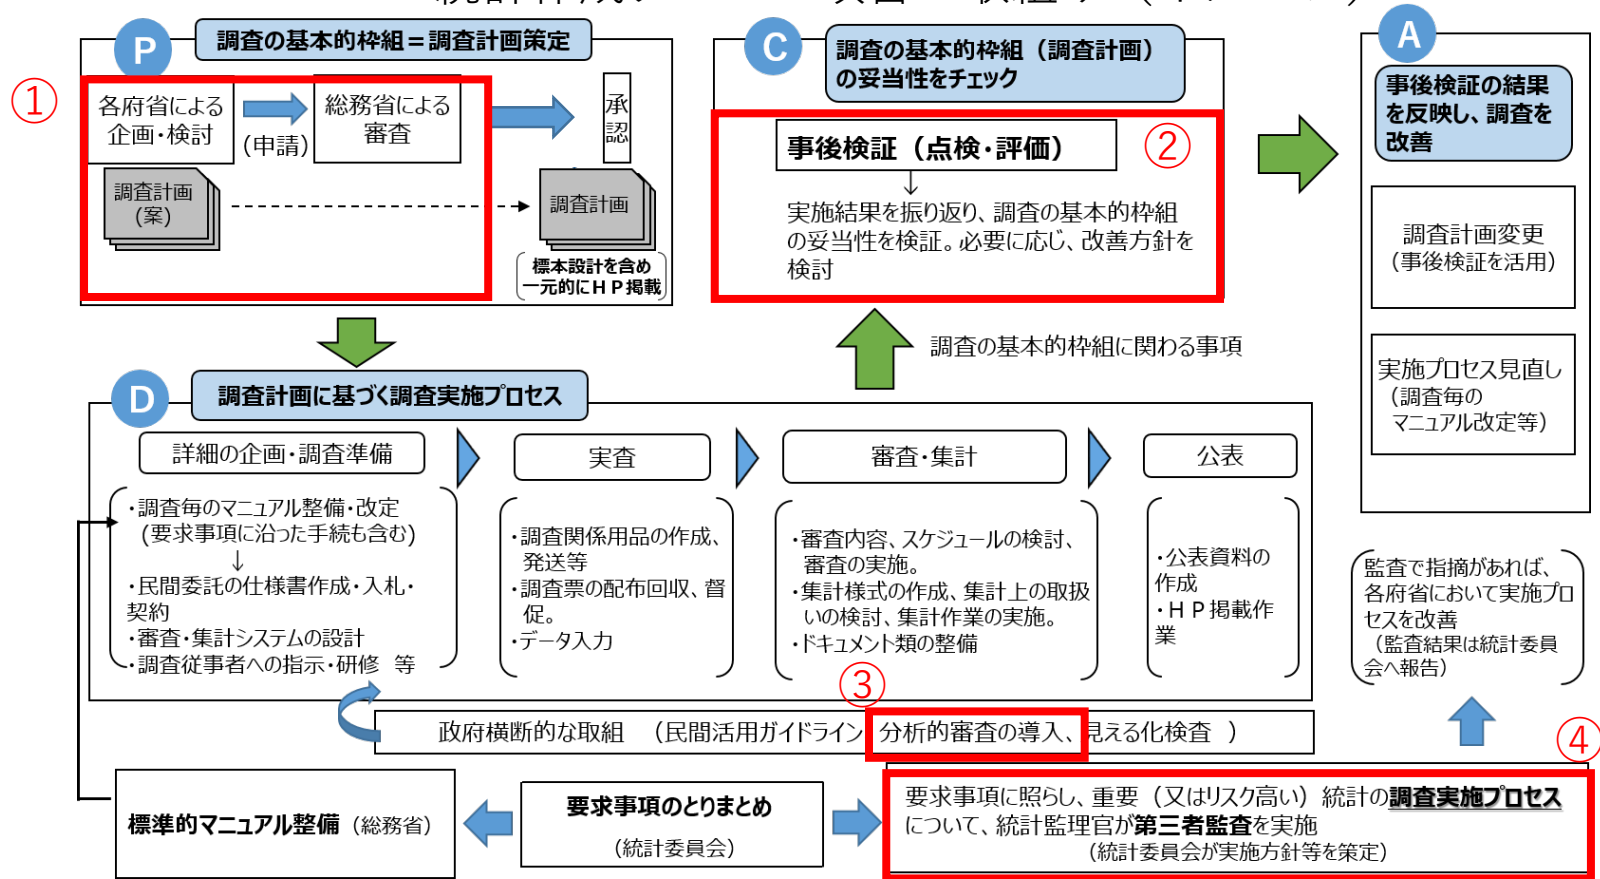 P
調査の基本的枠組＝調査計画策定
①
各府省による
企画・検討
(申請)
総務省による
審査
承
認
調査計画
(案)
調査計画
標本設計を含め
一元的にＨＰ掲載
C
調査の基本的枠組（調査計画）
の妥当性をチェック
事後検証（点検・評価）
②
実施結果を振り返り、調査の基本的枠組
の妥当性を検証。必要に応じ、改善方針を
検討
A
事後検証の結果
を反映し、調査を
改善
調査計画変更
（事後検証を活用）
実施プロセス見直し
（調査毎の
マニュアル改定等）
調査の基本的枠組に関わる事項
D
調査計画に基づく調査実施プロセス
詳細の企画・調査準備
・調査毎のマニュアル整備・改定
(要求事項に沿った手続も含む)
↓
・民間委託の仕様書作成・入札・
契約
・審査・集計システムの設計
・調査従事者への指示・研修　等
実査
・調査関係用品の作成、
発送等
・調査票の配布回収、督
促。
・データ入力
審査・集計
・審査内容、スケジュールの検討、
審査の実施。
・集計様式の作成、集計上の取扱
いの検討、集計作業の実施。
・ドキュメント類の整備
公表
・公表資料の
作成
・ＨＰ掲載作
業
監査で指摘があれば、
各府省において実施プロ
セスを改善
（監査結果は統計委員
会へ報告）
③
政府横断的な取組　（民間活用ガイドライン　分析的審査の導入、見える化検査　）
④
標準的マニュアル整備（総務省）
要求事項のとりまとめ
（統計委員会）
要求事項に照らし、重要（又はリスク高い）統計の調査実施プロセス
について、統計監理官が第三者監査を実施
（統計委員会が実施方針等を策定）